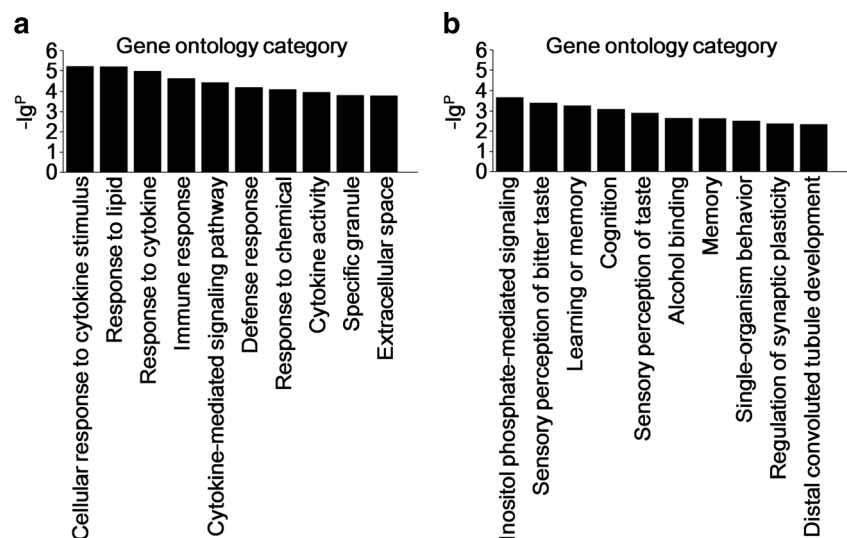 a
Gene ontology category
-lgᴾ
6
5
4
3
2
1
0
Cellular response to cytokine stimulus
Response to lipid
Response to cytokine
Immune response
Cytokine-mediated signaling pathway
Defense response
Response to chemical
Cytokine activity
Specific granule
Extracellular space
b
Gene ontology category
-lgᴾ
6
5
4
3
2
1
0
Inositol phosphate-mediated signaling
Sensory perception of bitter taste
Learning or memory
Cognition
Sensory perception of taste
Alcohol binding
Memory
Single-organism behavior
Regulation of synaptic plasticity
Distal convoluted tubule development